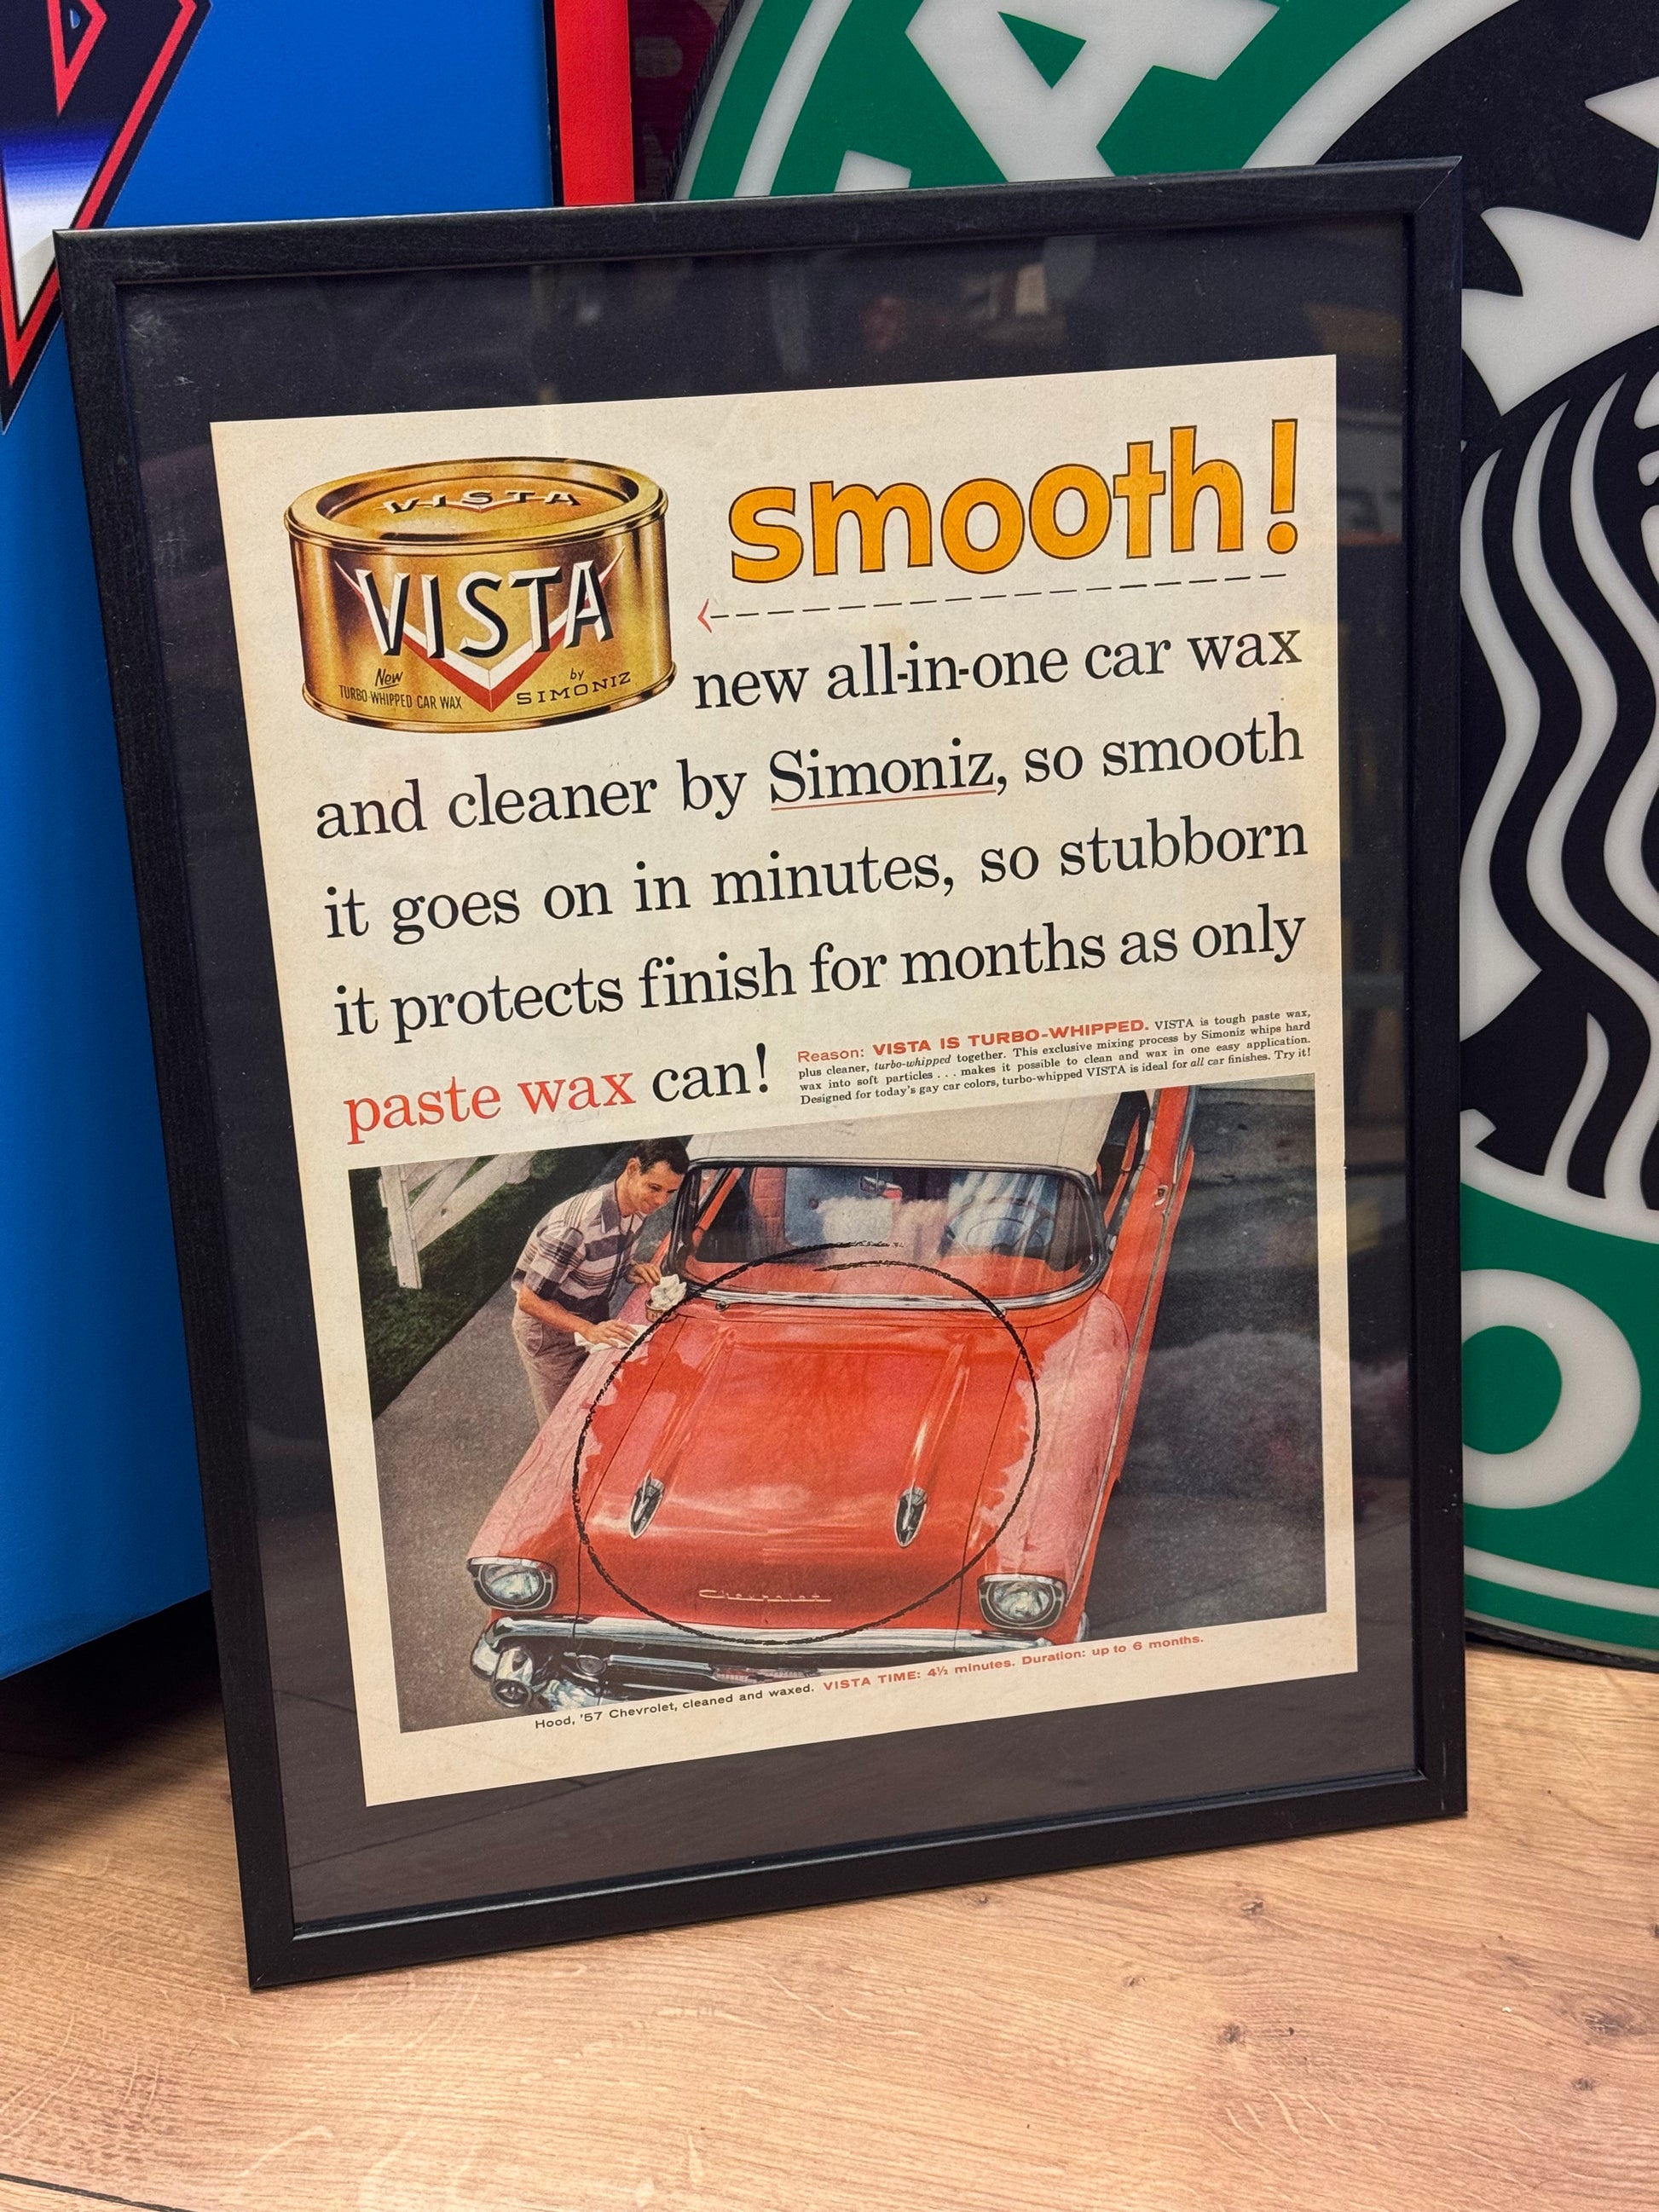 VISTA
VISTA
New
TURBO-WHIPPED CAR WAX
by
SIMONIZ
smooth!
new all-in-one car wax
and cleaner by Simoniz, so smooth
it goes on in minutes, so stubborn
it protects finish for months as only
paste wax can!
Reason: VISTA IS TURBO-WHIPPED. VISTA is tough paste wax,
plus cleaner, turbo-whipped together. This exclusive mixing process by Simoniz whips hard
wax into soft particles . . . makes it possible to clean and wax in one easy application.
Designed for today's gay car colors, turbo-whipped VISTA is ideal for all car finishes. Try it!
Chevrolet
Hood, '57 Chevrolet, cleaned and waxed. VISTA TIME: 4½ minutes. Duration: up to 6 months.